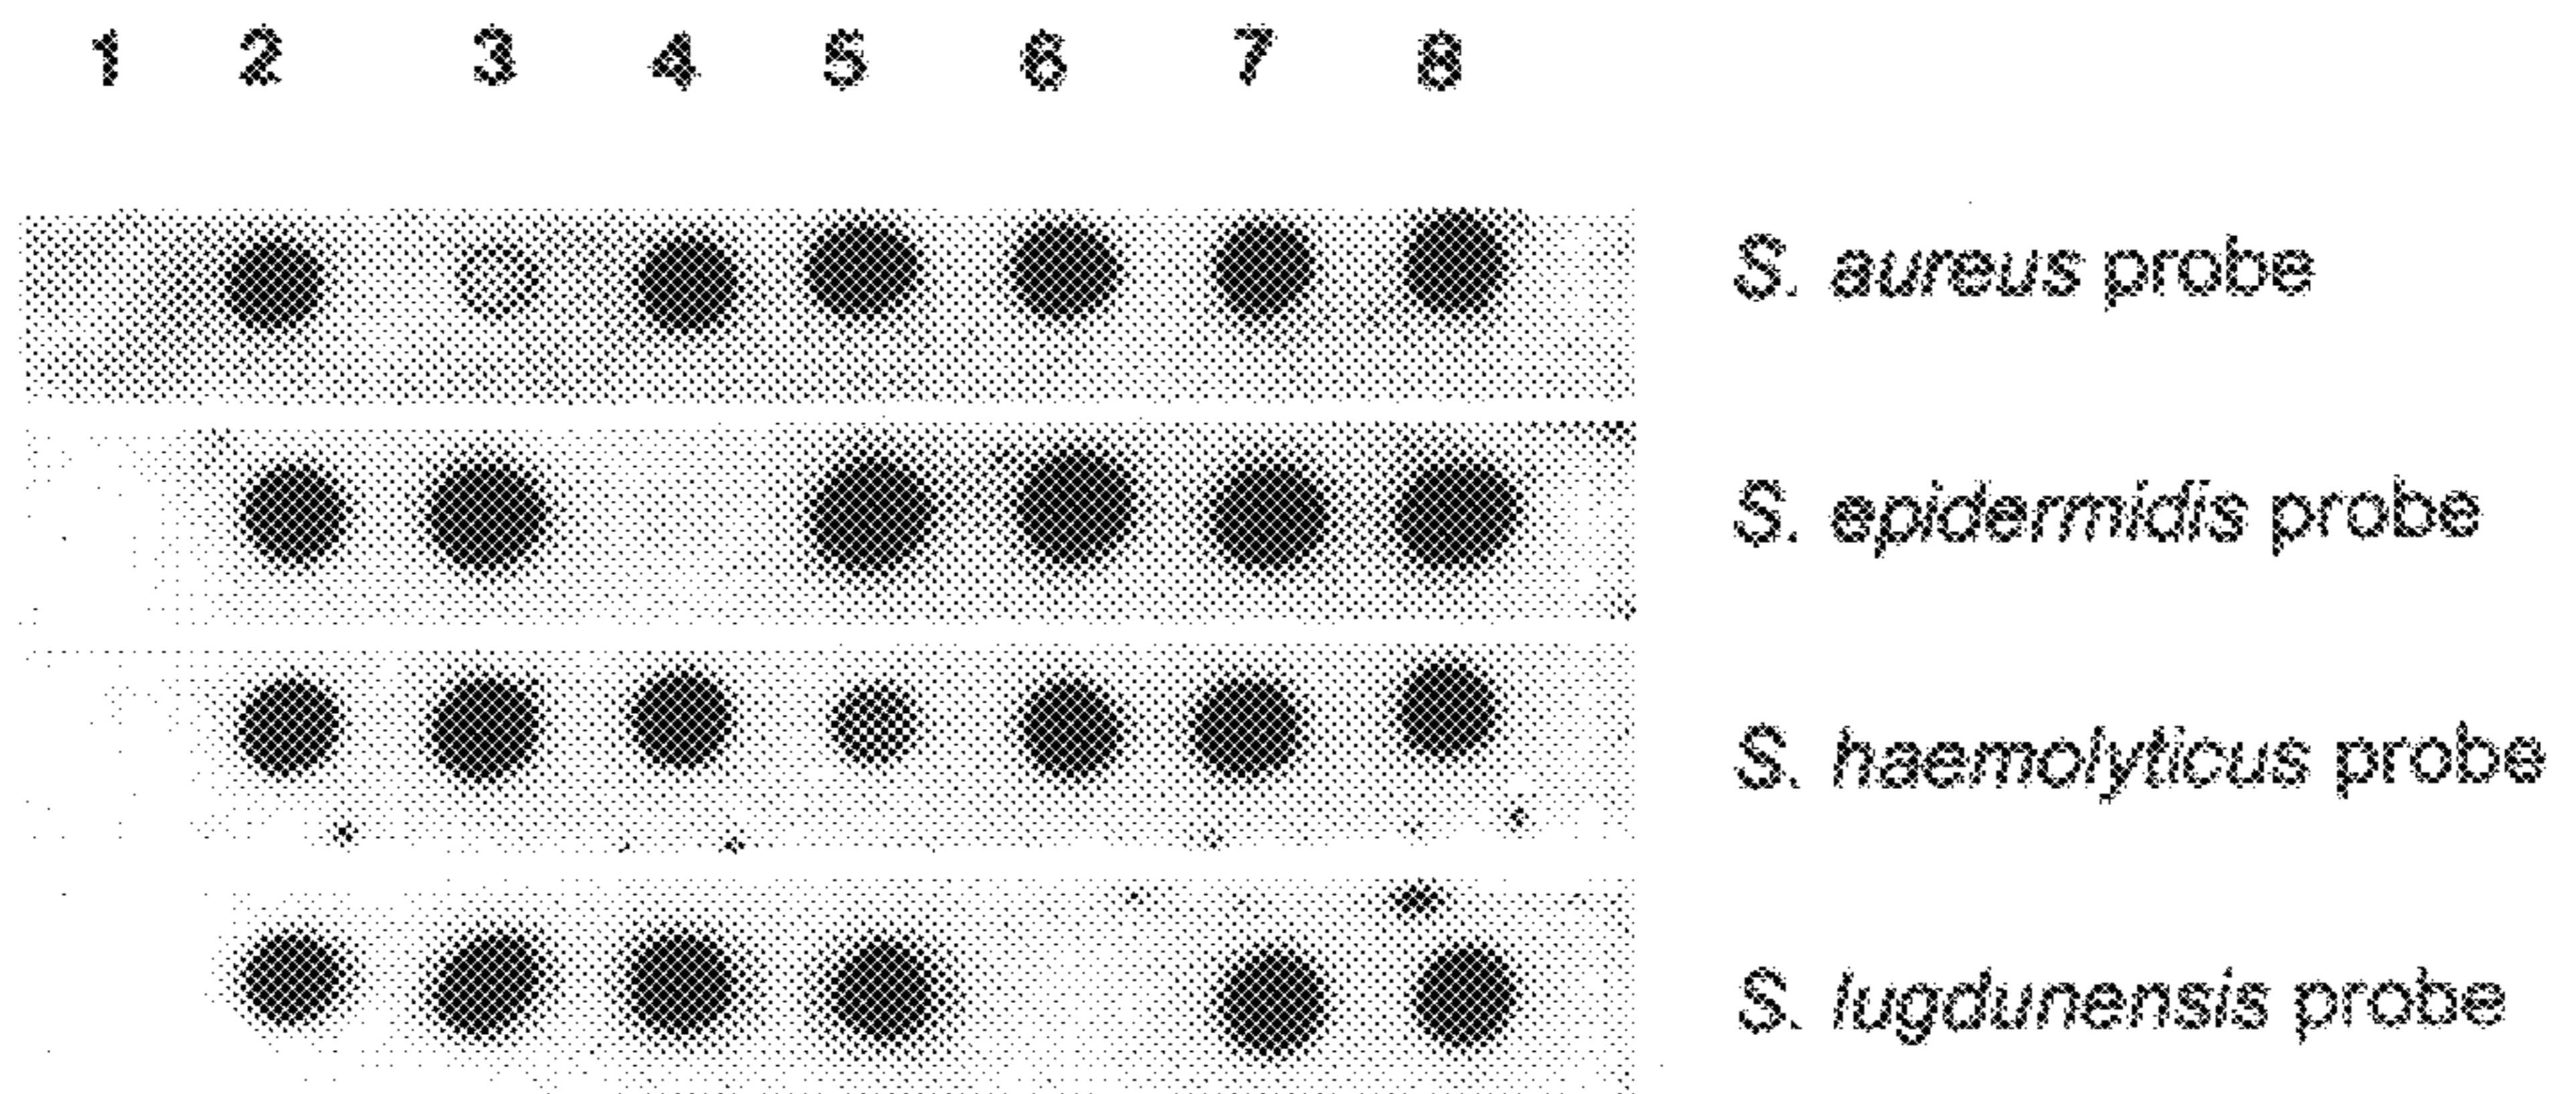 1 2 3 4 5 6 7 8
S. aureus probe
S. epidermidis probe
S. haemolyticus probe
S. lugdunensis probe